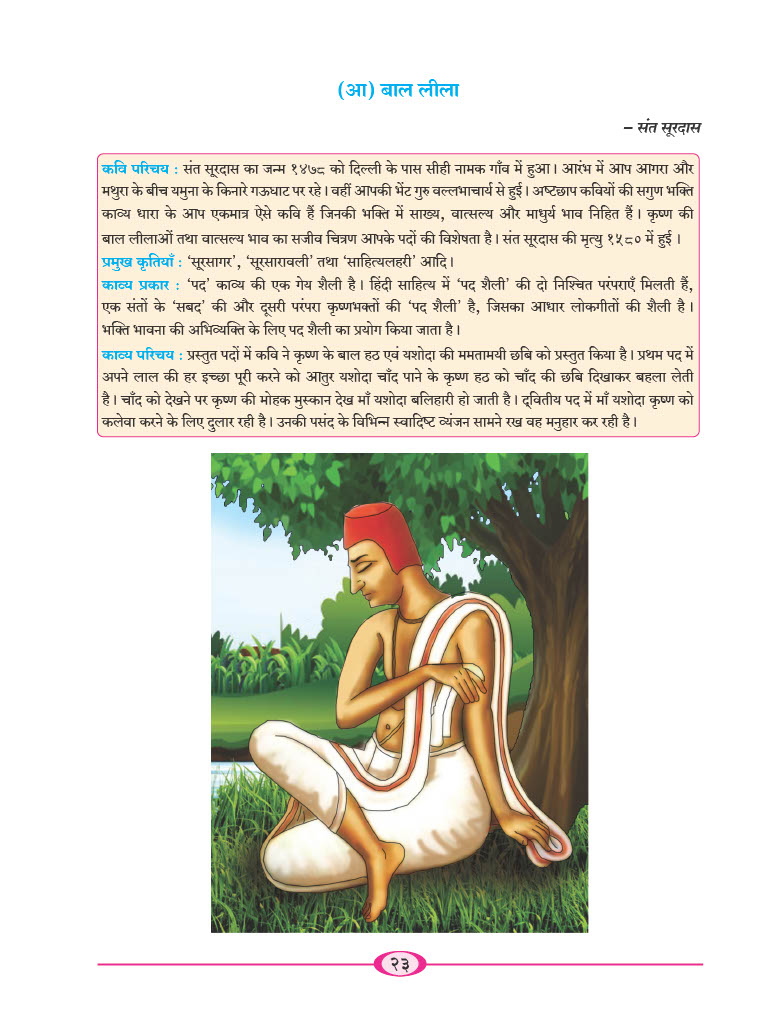 (आ) बाल लीला
– संत सूरदास
कवि परिचय : संत सूरदास का जन्म १४७८ को दिल्ली के पास सीही नामक गाँव में हुआ। आरंभ में आप आगरा और
मथुरा के बीच यमुना के किनारे गऊघाट पर रहे। वहीं आपकी भेंट गुरु वल्लभाचार्य से हुई। अष्टछाप कवियों की सगुण भक्ति
काव्य धारा के आप एकमात्र ऐसे कवि हैं जिनकी भक्ति में साख्य, वात्सल्य और माधुर्य भाव निहित हैं। कृष्ण की
बाल लीलाओं तथा वात्सल्य भाव का सजीव चित्रण आपके पदों की विशेषता है। संत सूरदास की मृत्यु १५८० में हुई।
प्रमुख कृतियाँ : ‘सूरसागर’, ‘सूरसारावली’ तथा ‘साहित्यलहरी’ आदि।
काव्य प्रकार : ‘पद’ काव्य की एक गेय शैली है। हिंदी साहित्य में ‘पद शैली’ की दो निश्चित परंपराएँ मिलती हैं,
एक संतों के ‘सबद’ की और दूसरी परंपरा कृष्णभक्तों की ‘पद शैली’ है, जिसका आधार लोकगीतों की शैली है।
भक्ति भावना की अभिव्यक्ति के लिए पद शैली का प्रयोग किया जाता है।
काव्य परिचय : प्रस्तुत पदों में कवि ने कृष्ण के बाल हठ एवं यशोदा की ममतामयी छबि को प्रस्तुत किया है। प्रथम पद में
अपने लाल की हर इच्छा पूरी करने को आतुर यशोदा चाँद पाने के कृष्ण हठ को चाँद की छबि दिखाकर बहला लेती
है। चाँद को देखने पर कृष्ण की मोहक मुस्कान देख माँ यशोदा बलिहारी हो जाती है। द्‌वितीय पद में माँ यशोदा कृष्ण को
कलेवा करने के लिए दुलार रही है। उनकी पसंद के विभिन्न स्वादिष्ट व्यंजन सामने रख वह मनुहार कर रही है।
२३